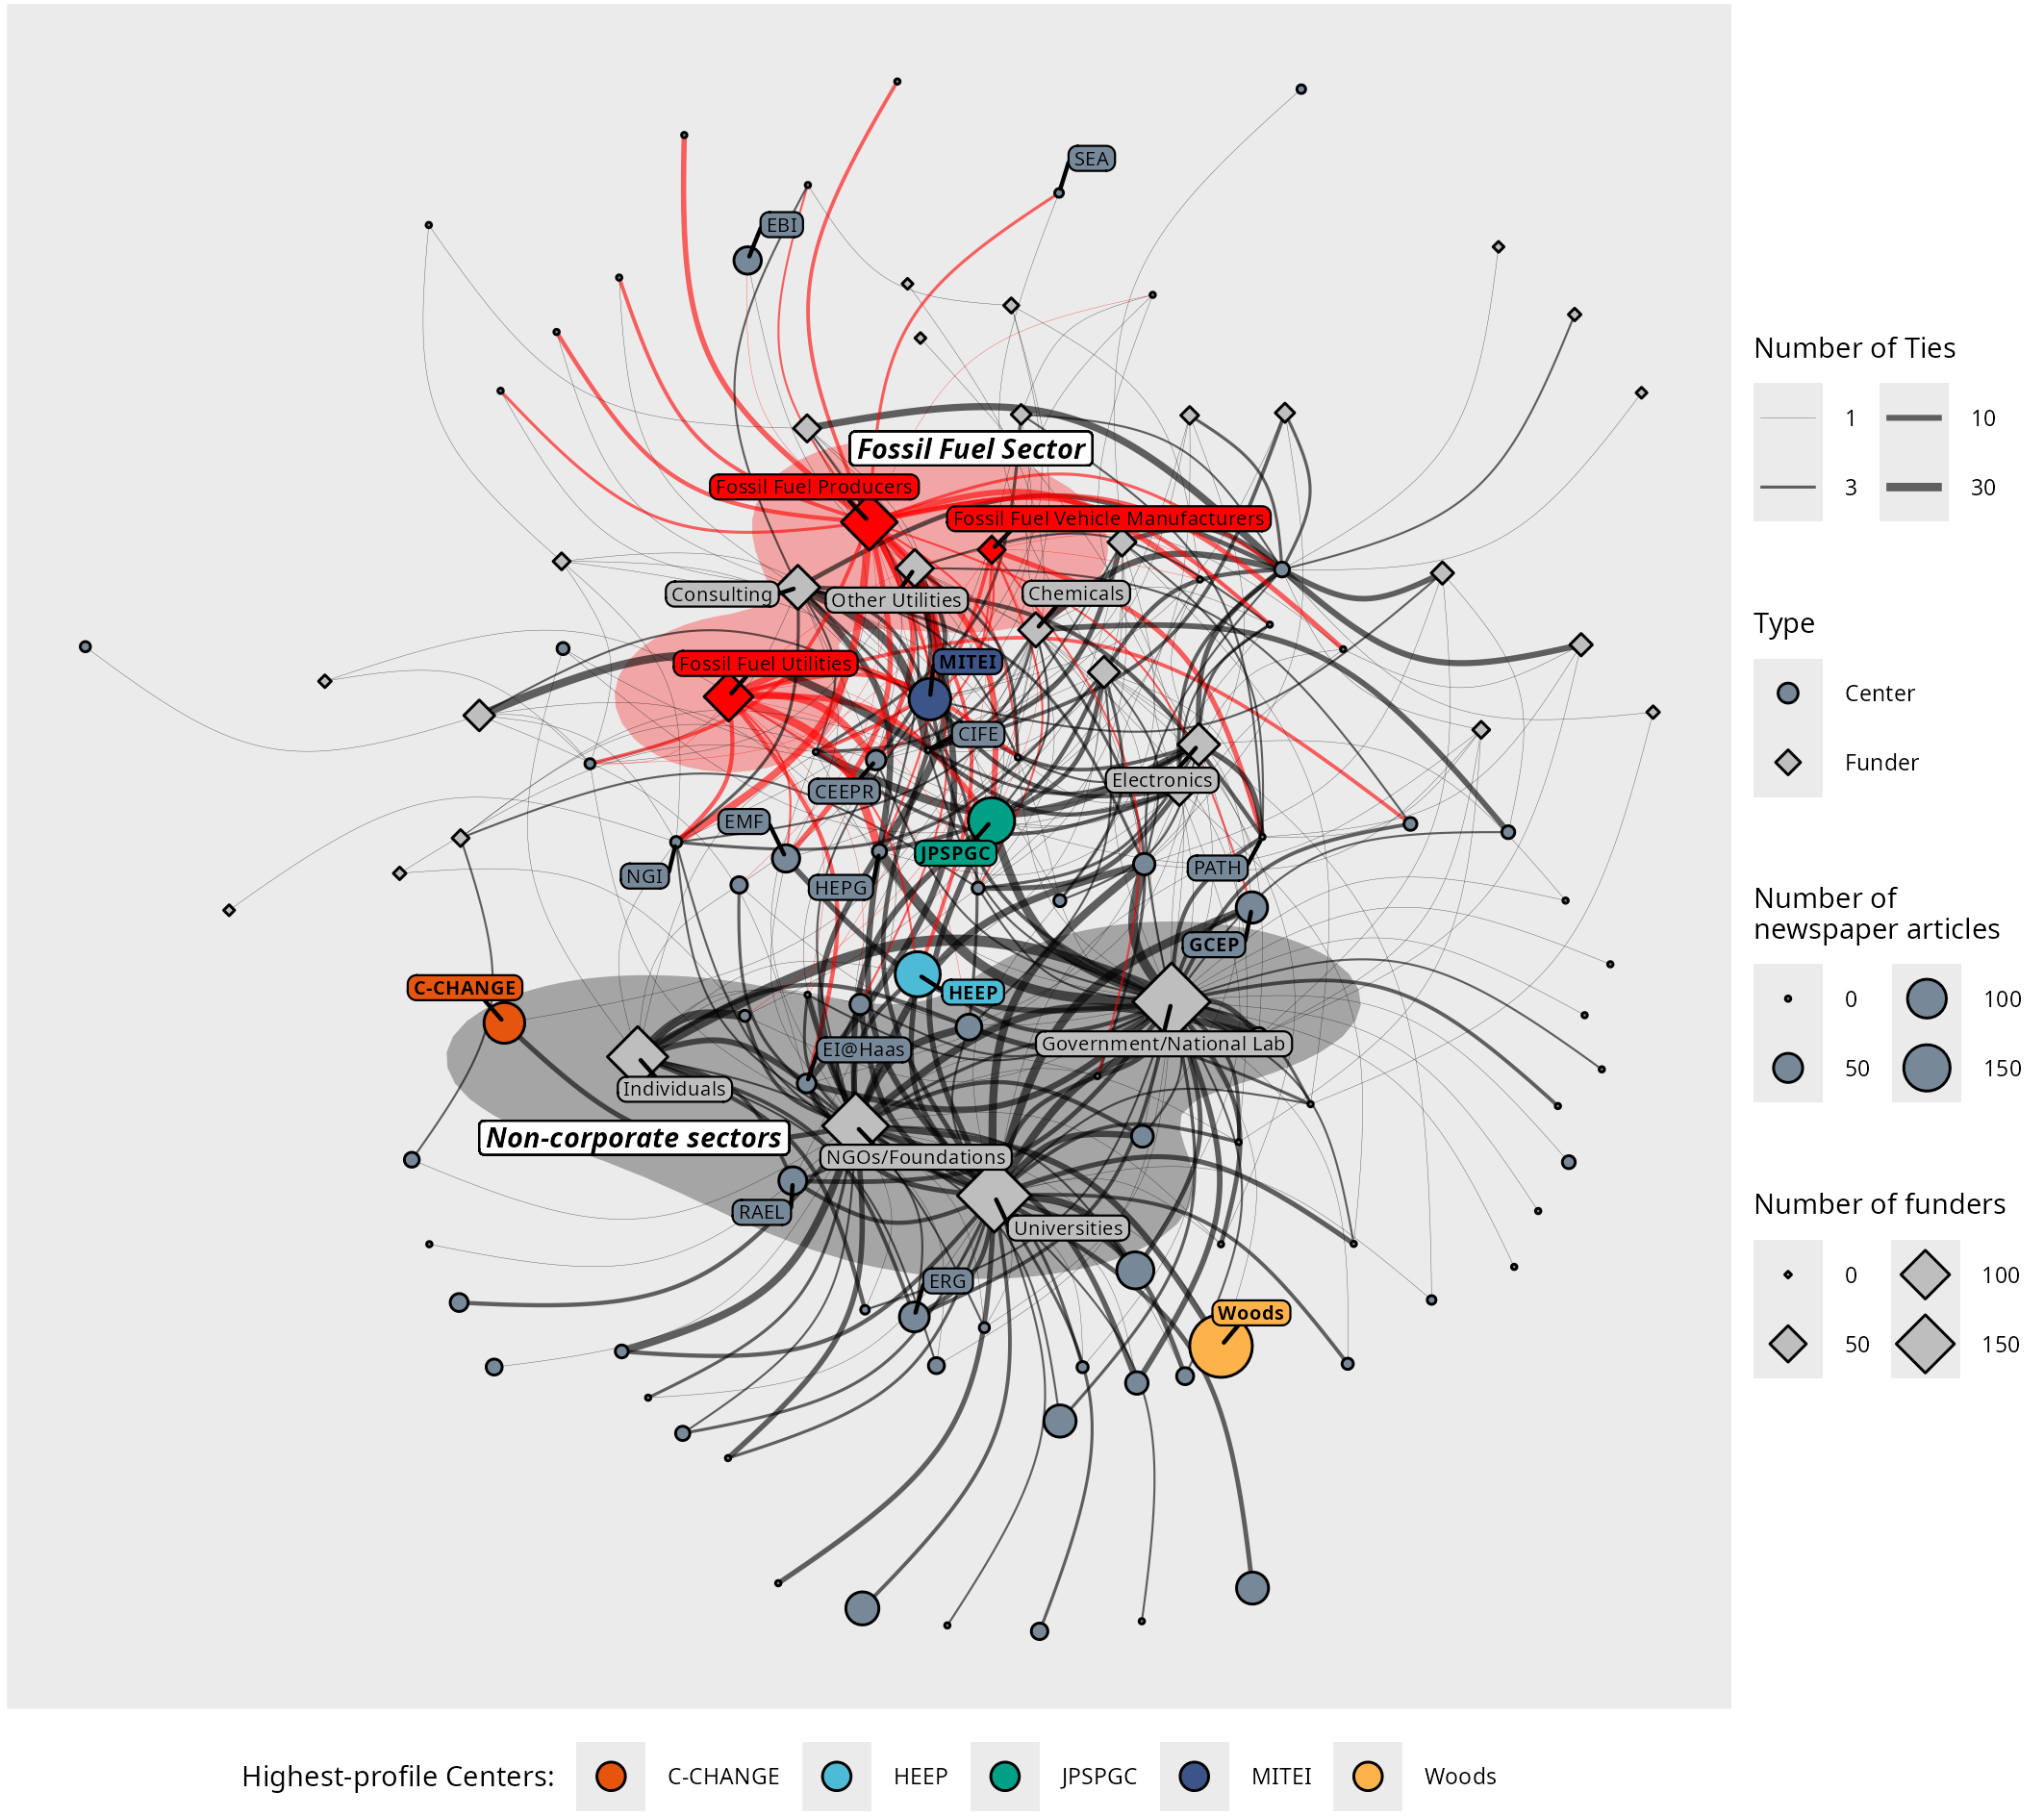 SEA
EBI
Fossil Fuel Sector
Fossil Fuel Producers
Fossil Fuel Vehicle Manufacturers
Consulting
Other Utilities
Chemicals
Fossil Fuel Utilities
MITEI
CIFE
Electronics
CEEPR
EMF
JPSPGC
PATH
NGI
HEPG
GCEP
C-CHANGE
HEEP
Government/National Lab
EI@Haas
Individuals
Non-corporate sectors
NGOs/Foundations
RAEL
Universities
ERG
Woods
Number of Ties
1 10
3 30
Type
Center
Funder
Number of
newspaper articles
0 100
50 150
Number of funders
0 100
50 150
Highest-profile Centers: C-CHANGE HEEP JPSPGC MITEI Woods